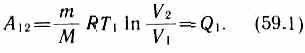 A₁₂ = m/M RT₁ ln V₂/V₁ = Q₁. (59.1)